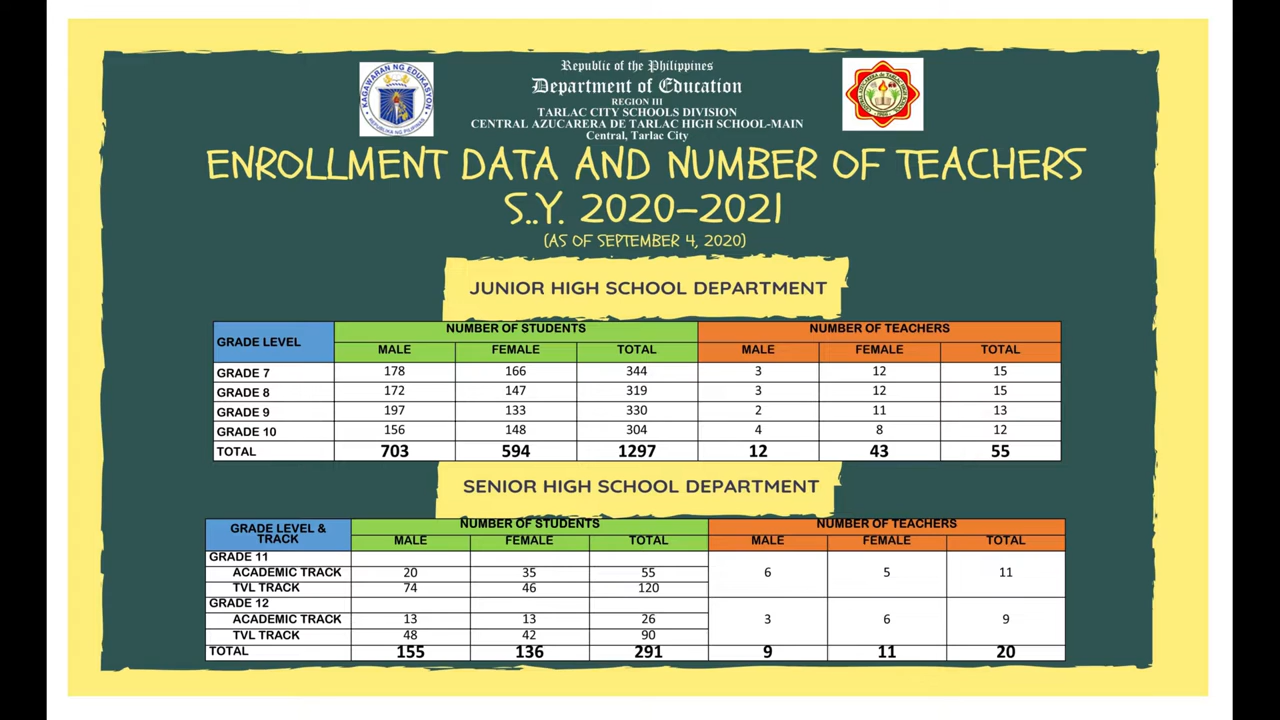 Republic of the Philippines
Department of Education
REGION III
TARLAC CITY SCHOOLS DIVISION
CENTRAL AZUCARERA DE TARLAC HIGH SCHOOL-MAIN
Central, Tarlac City
KAGAWARAN NG EDUKASYON
REPUBLIKA NG PILIPINAS
ENROLLMENT DATA AND NUMBER OF TEACHERS
S..Y. 2020-2021
(AS OF SEPTEMBER 4, 2020)
JUNIOR HIGH SCHOOL DEPARTMENT
GRADE LEVEL NUMBER OF STUDENTS NUMBER OF TEACHERS
MALE FEMALE TOTAL MALE FEMALE TOTAL
GRADE 7 178 166 344 3 12 15
GRADE 8 172 147 319 3 12 15
GRADE 9 197 133 330 2 11 13
GRADE 10 156 148 304 4 8 12
TOTAL 703 594 1297 12 43 55
SENIOR HIGH SCHOOL DEPARTMENT
GRADE LEVEL & TRACK NUMBER OF STUDENTS NUMBER OF TEACHERS
MALE FEMALE TOTAL MALE FEMALE TOTAL
GRADE 11
ACADEMIC TRACK 20 35 55 6 5 11
TVL TRACK 74 46 120
GRADE 12
ACADEMIC TRACK 13 13 26 3 6 9
TVL TRACK 48 42 90
TOTAL 155 136 291 9 11 20